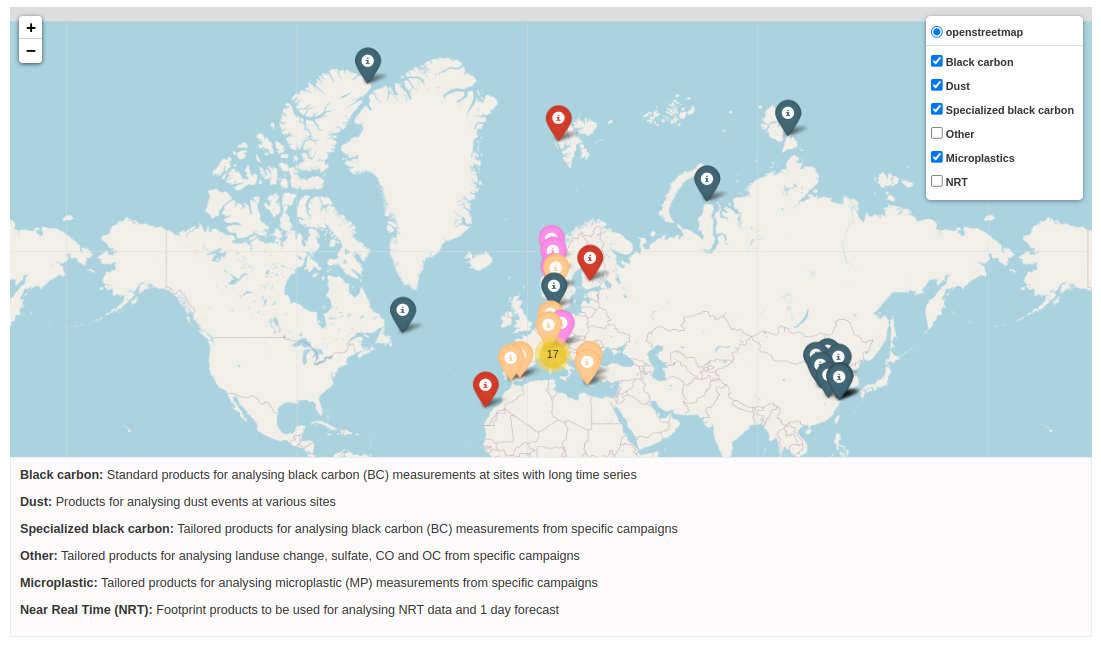 +
−
openstreetmap
Black carbon
Dust
Specialized black carbon
Other
Microplastics
NRT
17
Black carbon: Standard products for analysing black carbon (BC) measurements at sites with long time series
Dust: Products for analysing dust events at various sites
Specialized black carbon: Tailored products for analysing black carbon (BC) measurements from specific campaigns
Other: Tailored products for analysing landuse change, sulfate, CO and OC from specific campaigns
Microplastic: Tailored products for analysing microplastic (MP) measurements from specific campaigns
Near Real Time (NRT): Footprint products to be used for analysing NRT data and 1 day forecast